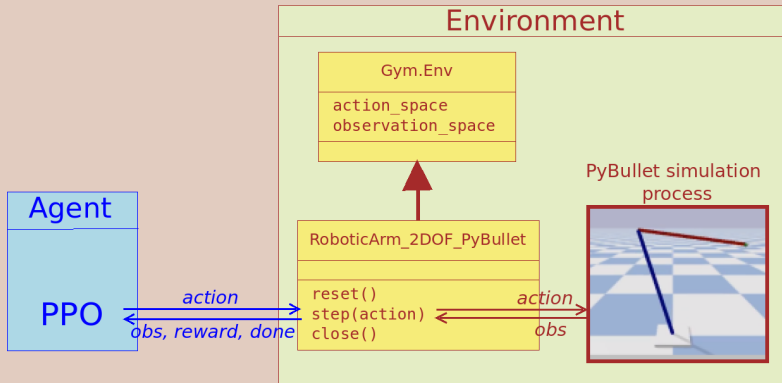 Environment
Gym.Env
action_space
observation_space
PyBullet simulation
process
Agent
PPO
RoboticArm_2DOF_PyBullet
reset()
step(action)
close()
action
obs, reward, done
action
obs